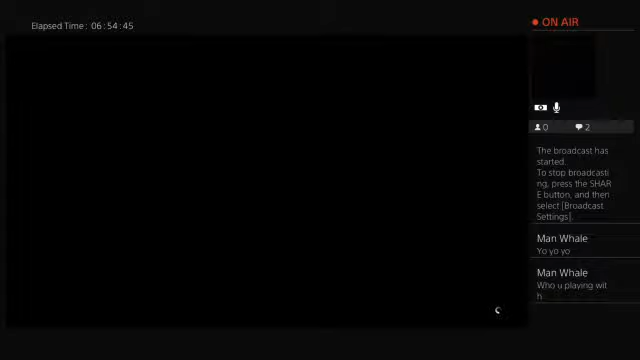 Elapsed Time: 06:54:45
ON AIR
0 2
The broadcast has
started.
To stop broadcasti
ng, press the SHAR
E button, and then
select [Broadcast
Settings].
Man Whale
Yo yo yo
Man Whale
Who u playing wit
h